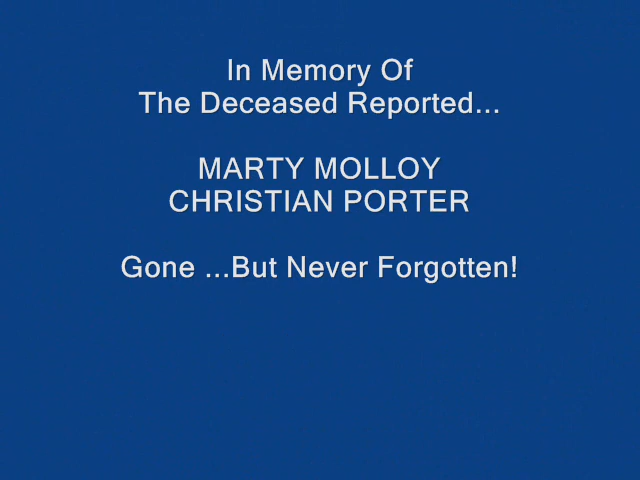 In Memory Of
The Deceased Reported...
MARTY MOLLOY
CHRISTIAN PORTER
Gone ...But Never Forgotten!